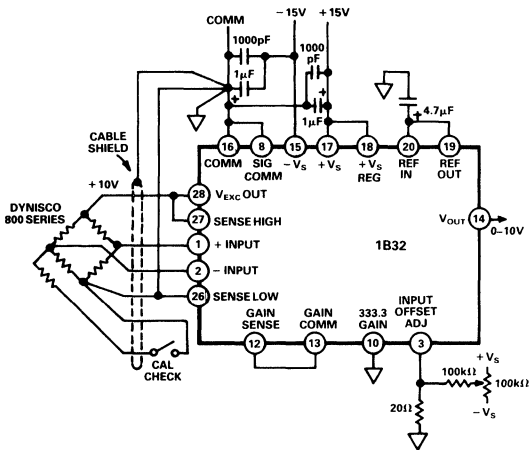 COMM
−15V
+15V
1000pF
1µF
+
1000
pF
+
1µF
+
4.7µF
CABLE
SHIELD
16
COMM
8
SIG
COMM
15
−VS
17
+VS
18
+VS
REG
20
REF
IN
19
REF
OUT
+10V
DYNISCO
800 SERIES
28
VEXC OUT
27
SENSE HIGH
1
+ INPUT
2
− INPUT
26
SENSE LOW
1B32
VOUT
14
0–10V
GAIN
SENSE
12
GAIN
COMM
13
333.3
GAIN
10
INPUT
OFFSET
ADJ
3
CAL
CHECK
20Ω
100kΩ
+VS
100kΩ
−VS